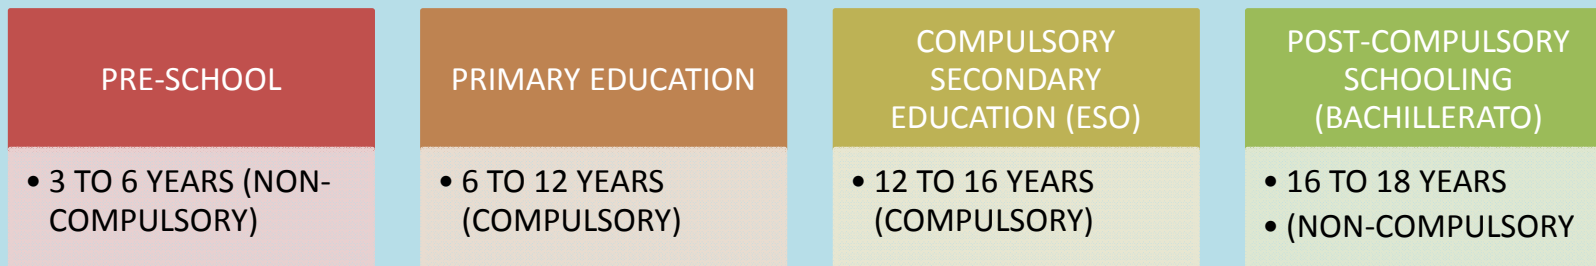 PRE-SCHOOL
• 3 TO 6 YEARS (NON-
COMPULSORY)
PRIMARY EDUCATION
• 6 TO 12 YEARS
(COMPULSORY)
COMPULSORY
SECONDARY
EDUCATION (ESO)
• 12 TO 16 YEARS
(COMPULSORY)
POST-COMPULSORY
SCHOOLING
(BACHILLERATO)
• 16 TO 18 YEARS
• (NON-COMPULSORY